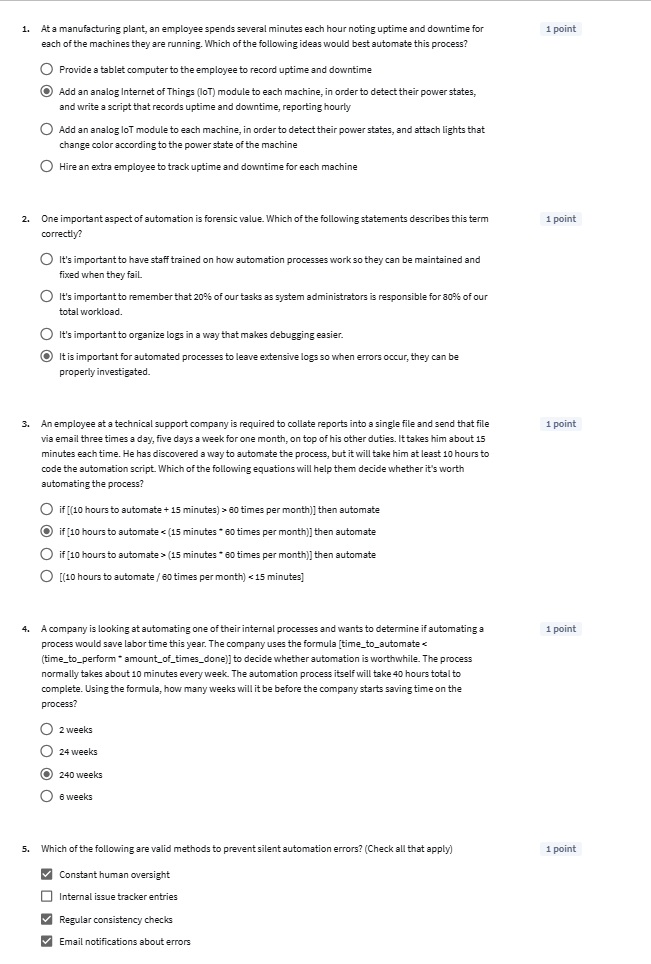 1. At a manufacturing plant, an employee spends several minutes each hour noting uptime and downtime for 1 point
each of the machines they are running. Which of the following ideas would best automate this process?
Provide a tablet computer to the employee to record uptime and downtime
Add an analog Internet of Things (IoT) module to each machine, in order to detect their power states,
and write a script that records uptime and downtime, reporting hourly
Add an analog IoT module to each machine, in order to detect their power states, and attach lights that
change color according to the power state of the machine
Hire an extra employee to track uptime and downtime for each machine
2. One important aspect of automation is forensic value. Which of the following statements describes this term 1 point
correctly?
It's important to have staff trained on how automation processes work so they can be maintained and
fixed when they fail.
It's important to remember that 20% of our tasks as system administrators is responsible for 80% of our
total workload.
It's important to organize logs in a way that makes debugging easier.
It is important for automated processes to leave extensive logs so when errors occur, they can be
properly investigated.
3. An employee at a technical support company is required to collate reports into a single file and send that file 1 point
via email three times a day, five days a week for one month, on top of his other duties. It takes him about 15
minutes each time. He has discovered a way to automate the process, but it will take him at least 10 hours to
code the automation script. Which of the following equations will help them decide whether it's worth
automating the process?
if [(10 hours to automate + 15 minutes) > 60 times per month)] then automate
if [10 hours to automate < (15 minutes * 60 times per month)] then automate
if [10 hours to automate > (15 minutes * 60 times per month)] then automate
[(10 hours to automate / 60 times per month) < 15 minutes]
4. A company is looking at automating one of their internal processes and wants to determine if automating a 1 point
process would save labor time this year. The company uses the formula [time_to_automate <
(time_to_perform * amount_of_times_done)] to decide whether automation is worthwhile. The process
normally takes about 10 minutes every week. The automation process itself will take 40 hours total to
complete. Using the formula, how many weeks will it be before the company starts saving time on the
process?
2 weeks
24 weeks
240 weeks
6 weeks
5. Which of the following are valid methods to prevent silent automation errors? (Check all that apply) 1 point
Constant human oversight
Internal issue tracker entries
Regular consistency checks
Email notifications about errors